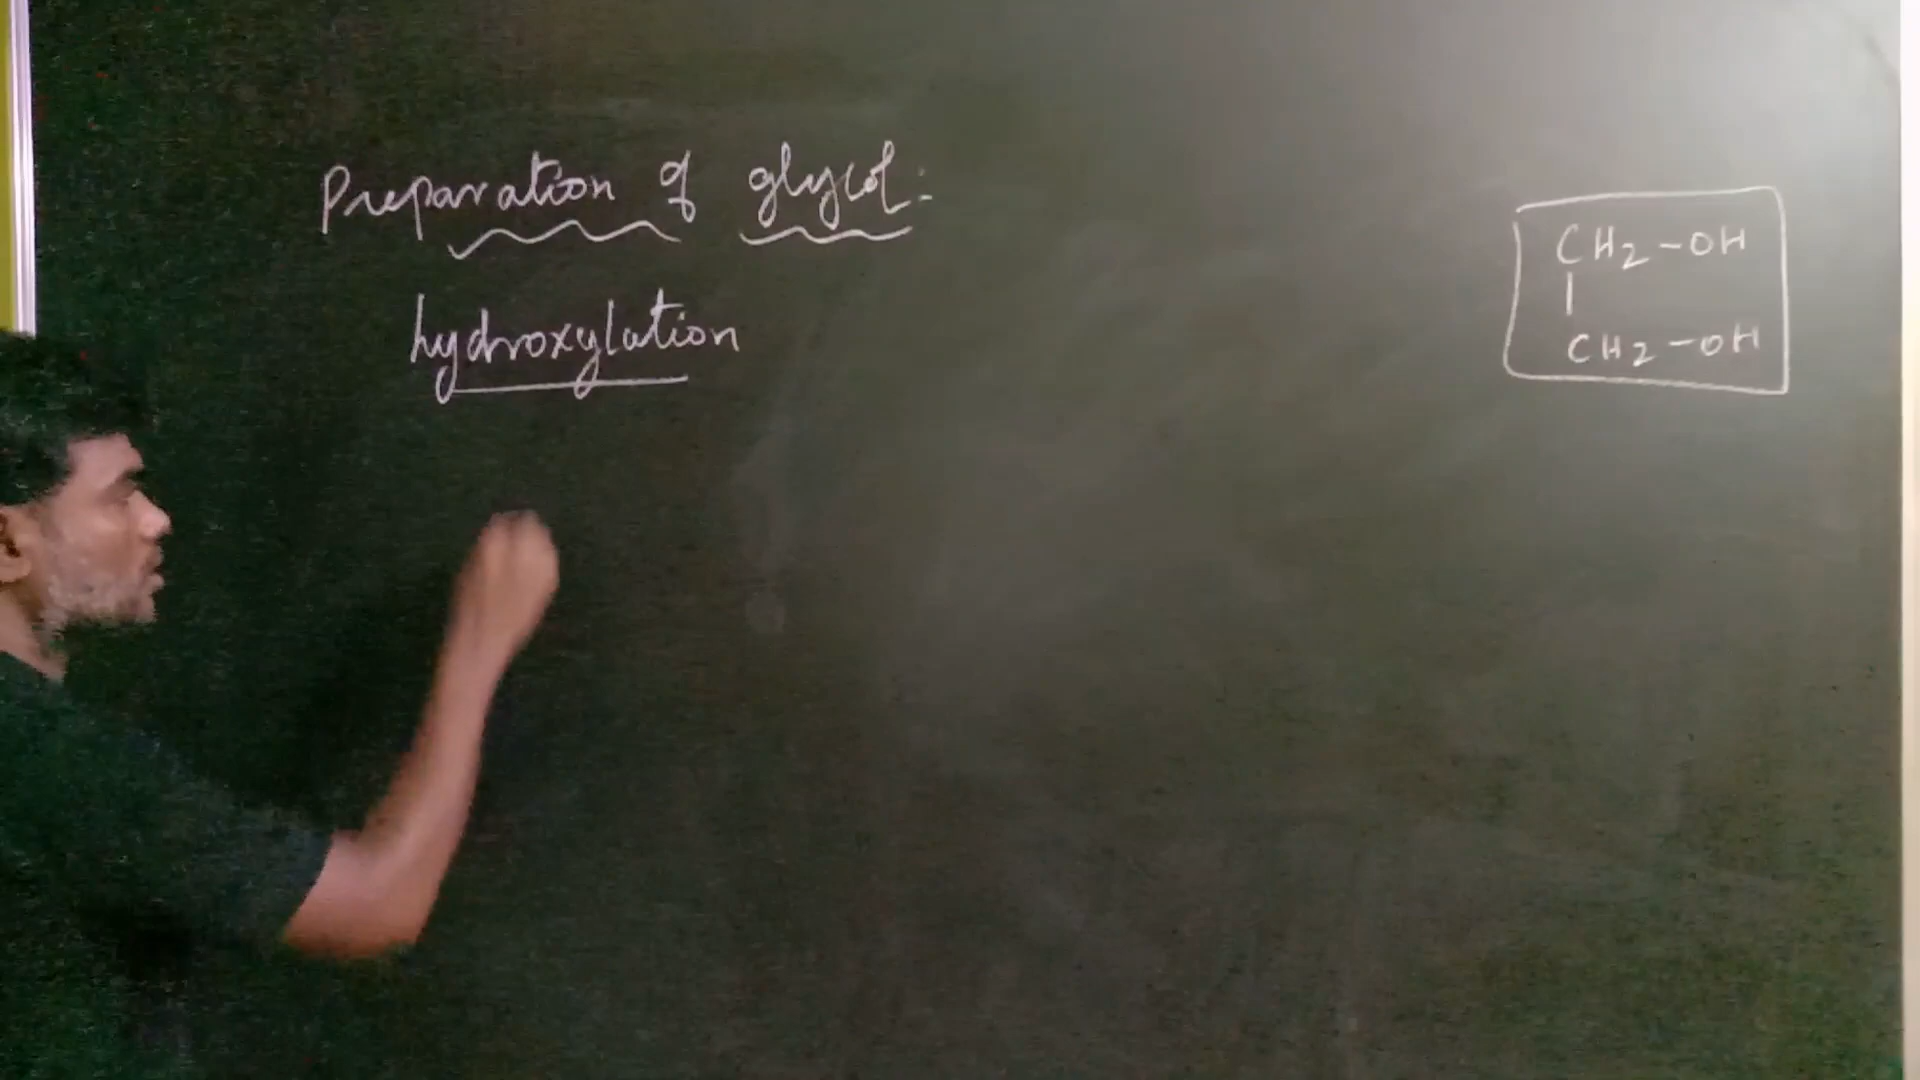 Preparation of glycol:
hydroxylation
CH2-OH
|
CH2-OH